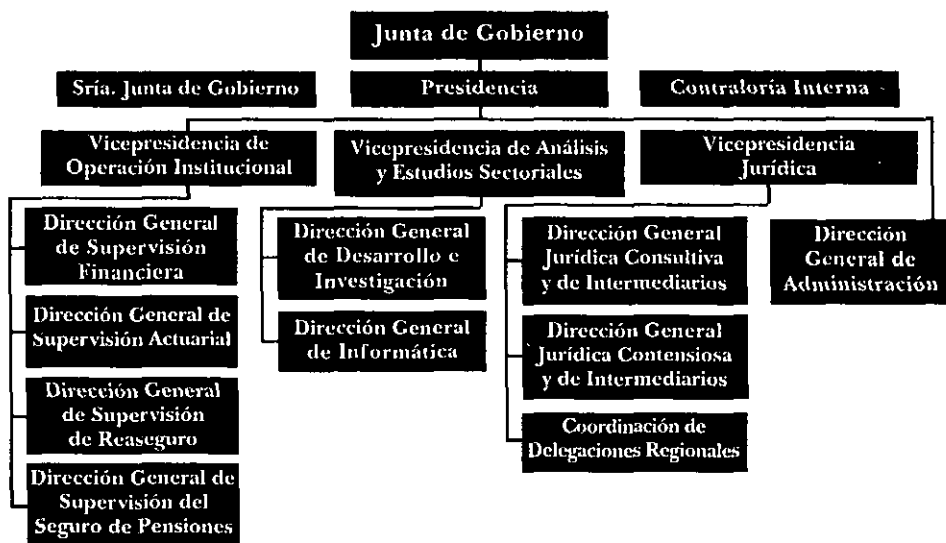 Junta de Gobierno
Sría. Junta de Gobierno
Presidencia
Contraloría Interna
Vicepresidencia de
Operación Institucional
Vicepresidencia de Análisis
y Estudios Sectoriales
Vicepresidencia
Jurídica
Dirección General
de Supervisión
Financiera
Dirección General de
Supervisión Actuarial
Dirección General
de Supervisión
de Reaseguro
Dirección General de
Supervisión del
Seguro de Pensiones
Dirección General
de Desarrollo e
Investigación
Dirección General
de Informática
Dirección General
Jurídica Consultiva
y de Intermediarios
Dirección General
Jurídica Contensiosa
y de Intermediarios
Coordinación de
Delegaciones Regionales
Dirección
General de
Administración